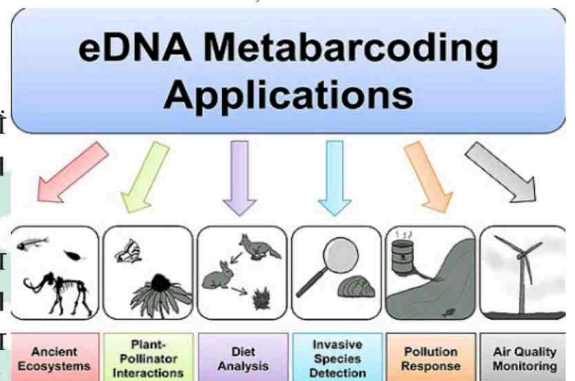 eDNA Metabarcoding
Applications
Ancient
Ecosystems
Plant-
Pollinator
Interactions
Diet
Analysis
Invasive
Species
Detection
Pollution
Response
Air Quality
Monitoring